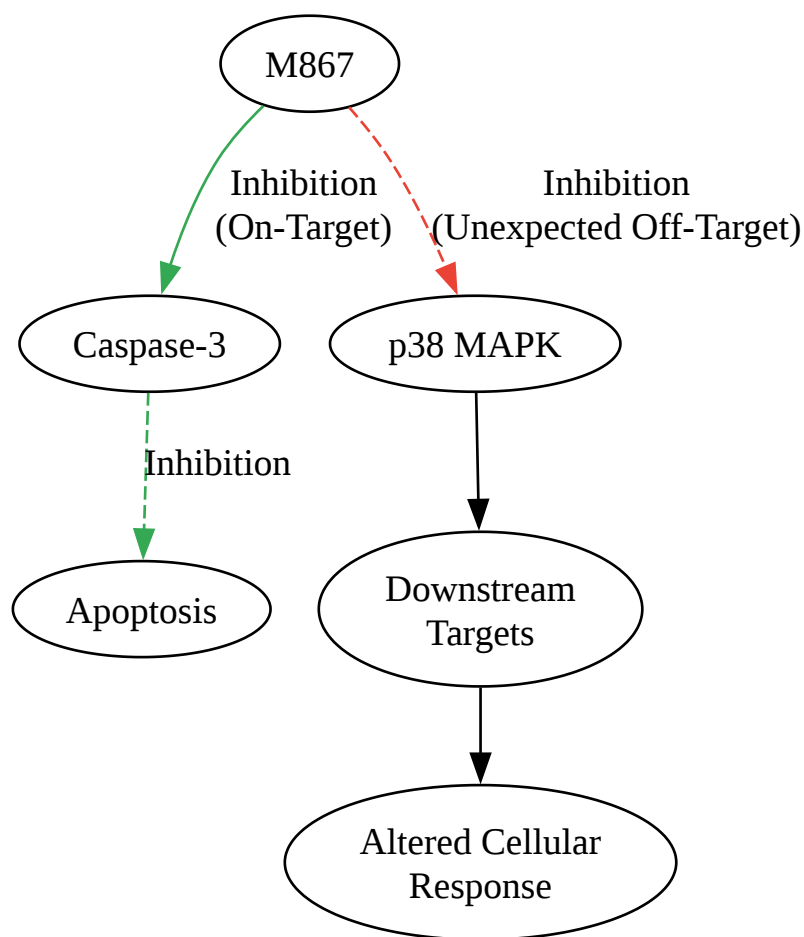 M867
Inhibition
(On-Target)
Inhibition
(Unexpected Off-Target)
Caspase-3
p38 MAPK
Inhibition
Downstream
Targets
Apoptosis
Altered Cellular
Response